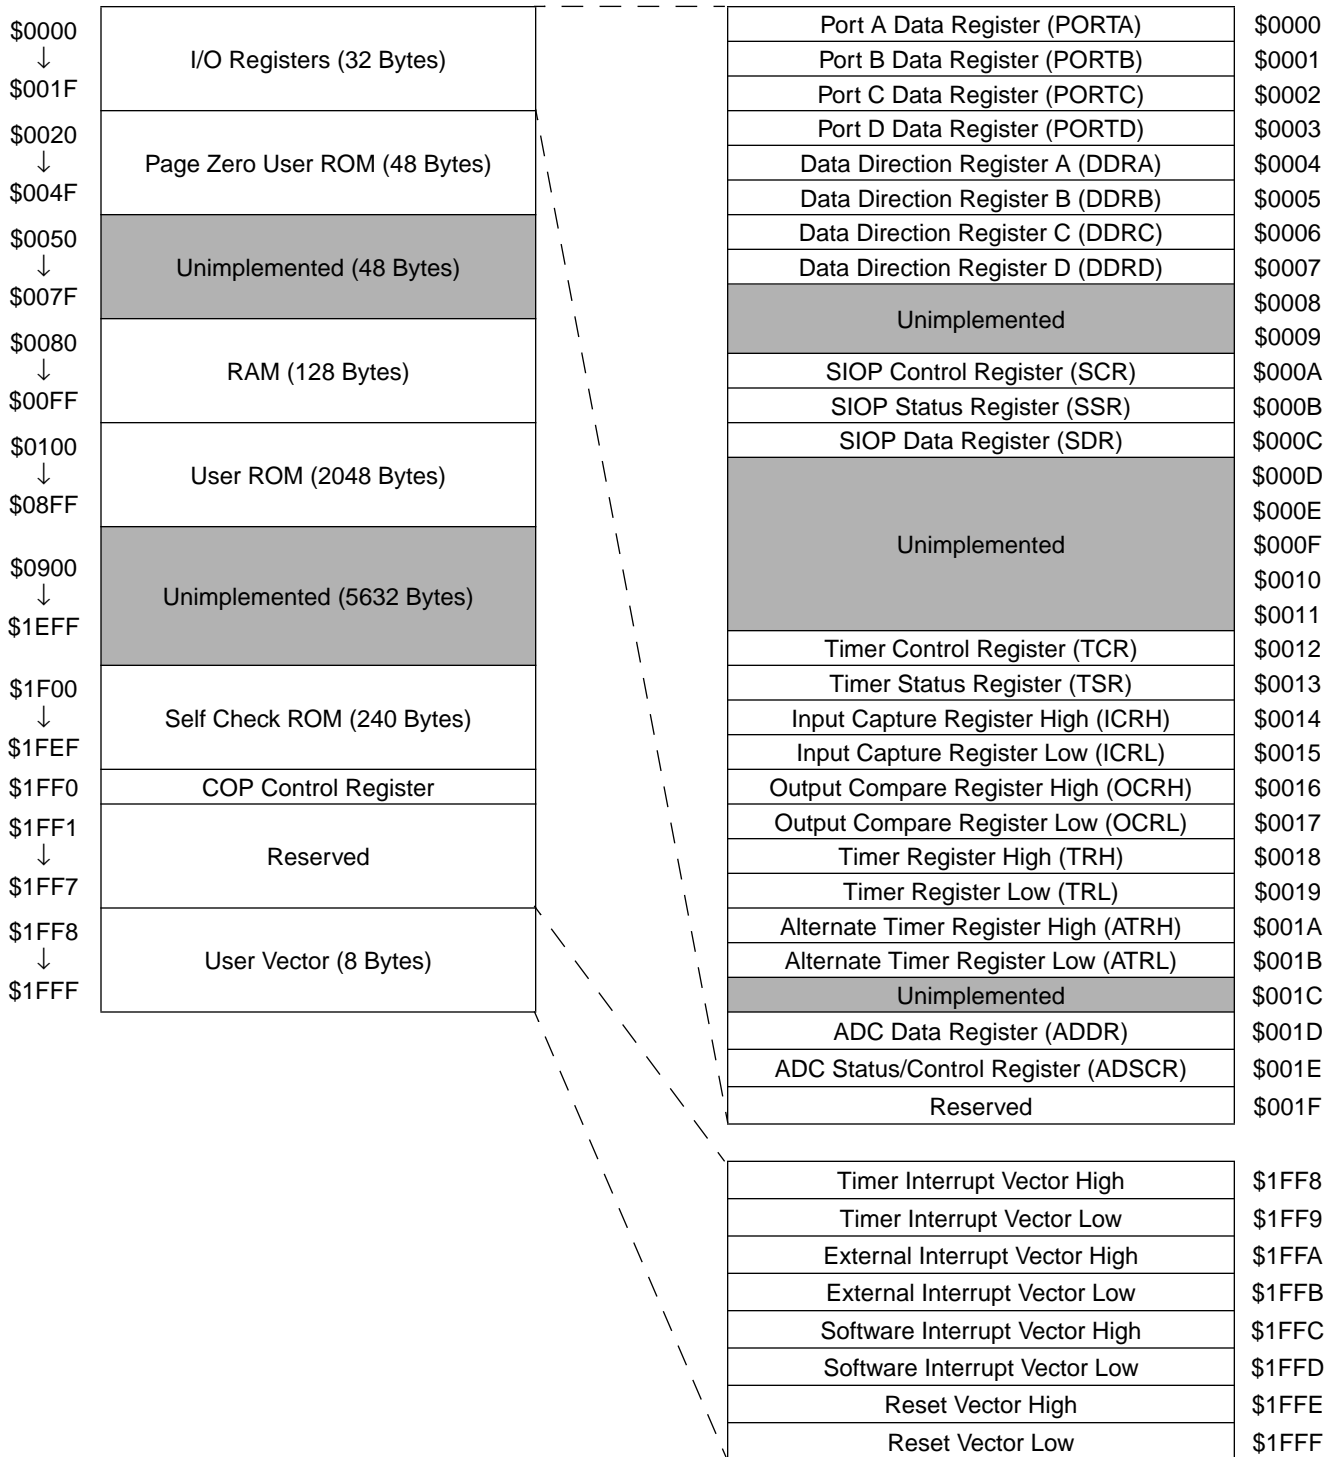 $0000
↓
$001F
I/O Registers (32 Bytes)
$0020
↓
$004F
Page Zero User ROM (48 Bytes)
$0050
↓
$007F
Unimplemented (48 Bytes)
$0080
↓
$00FF
RAM (128 Bytes)
$0100
↓
$08FF
User ROM (2048 Bytes)
$0900
↓
$1EFF
Unimplemented (5632 Bytes)
$1F00
↓
$1FEF
Self Check ROM (240 Bytes)
$1FF0
COP Control Register
$1FF1
↓
$1FF7
Reserved
$1FF8
↓
$1FFF
User Vector (8 Bytes)
Port A Data Register (PORTA) $0000
Port B Data Register (PORTB) $0001
Port C Data Register (PORTC) $0002
Port D Data Register (PORTD) $0003
Data Direction Register A (DDRA) $0004
Data Direction Register B (DDRB) $0005
Data Direction Register C (DDRC) $0006
Data Direction Register D (DDRD) $0007
Unimplemented
$0008
$0009
SIOP Control Register (SCR) $000A
SIOP Status Register (SSR) $000B
SIOP Data Register (SDR) $000C
Unimplemented
$000D
$000E
$000F
$0010
$0011
Timer Control Register (TCR) $0012
Timer Status Register (TSR) $0013
Input Capture Register High (ICRH) $0014
Input Capture Register Low (ICRL) $0015
Output Compare Register High (OCRH) $0016
Output Compare Register Low (OCRL) $0017
Timer Register High (TRH) $0018
Timer Register Low (TRL) $0019
Alternate Timer Register High (ATRH) $001A
Alternate Timer Register Low (ATRL) $001B
Unimplemented $001C
ADC Data Register (ADDR) $001D
ADC Status/Control Register (ADSCR) $001E
Reserved $001F
Timer Interrupt Vector High $1FF8
Timer Interrupt Vector Low $1FF9
External Interrupt Vector High $1FFA
External Interrupt Vector Low $1FFB
Software Interrupt Vector High $1FFC
Software Interrupt Vector Low $1FFD
Reset Vector High $1FFE
Reset Vector Low $1FFF